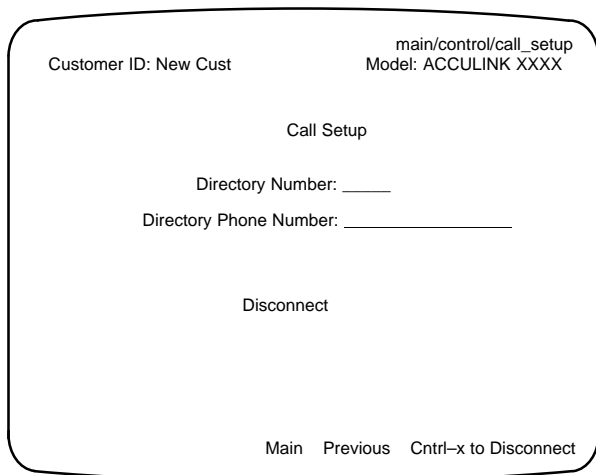 main/control/call_setup
Customer ID: New Cust Model: ACCULINK XXXX
Call Setup
Directory Number: _____
Directory Phone Number: _________________
Disconnect
Main Previous Cntrl–x to Disconnect